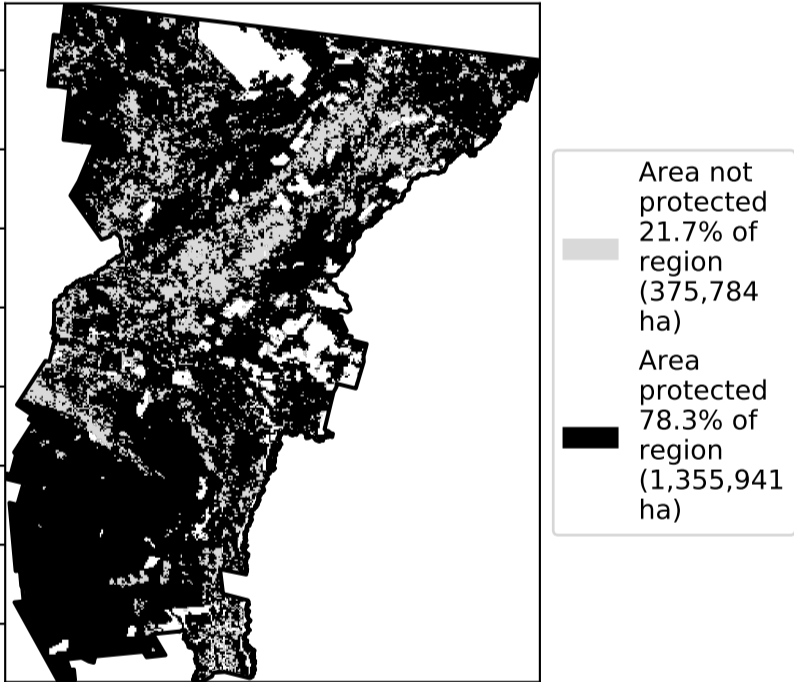 Area not
protected
21.7% of
region
(375,784
ha)
Area
protected
78.3% of
region
(1,355,941
ha)